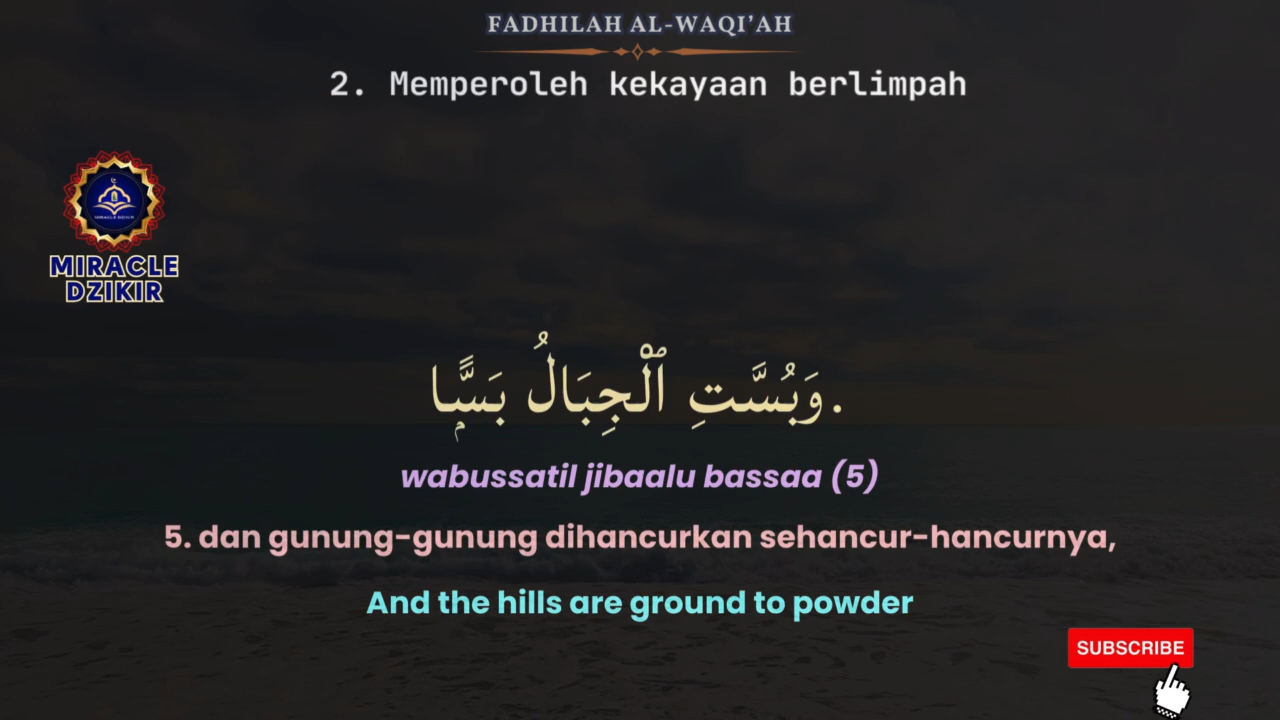 FADHILAH AL-WAQI'AH
2. Memperoleh kekayaan berlimpah
MIRACLE
DZIKIR
.وَبُسَّتِ ٱلْجِبَالُ بَسًّۭا
wabussatil jibaalu bassaa (5)
5. dan gunung-gunung dihancurkan sehancur-hancurnya,
And the hills are ground to powder
SUBSCRIBE